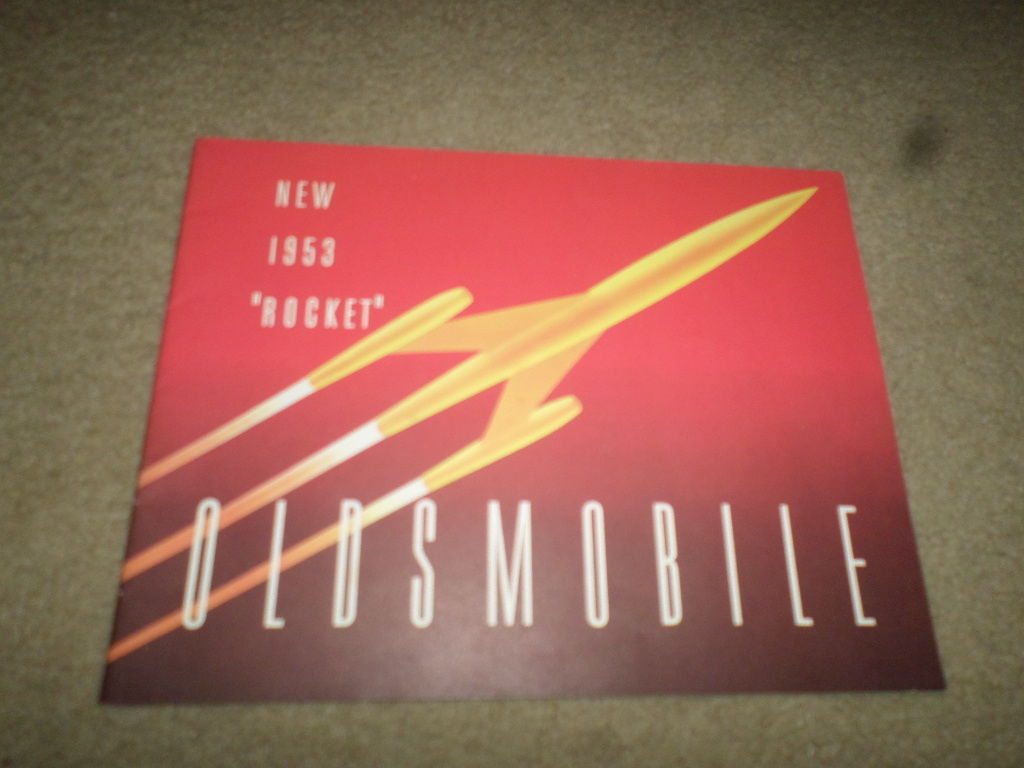 NEW
1953
"ROCKET"
OLDSMOBILE